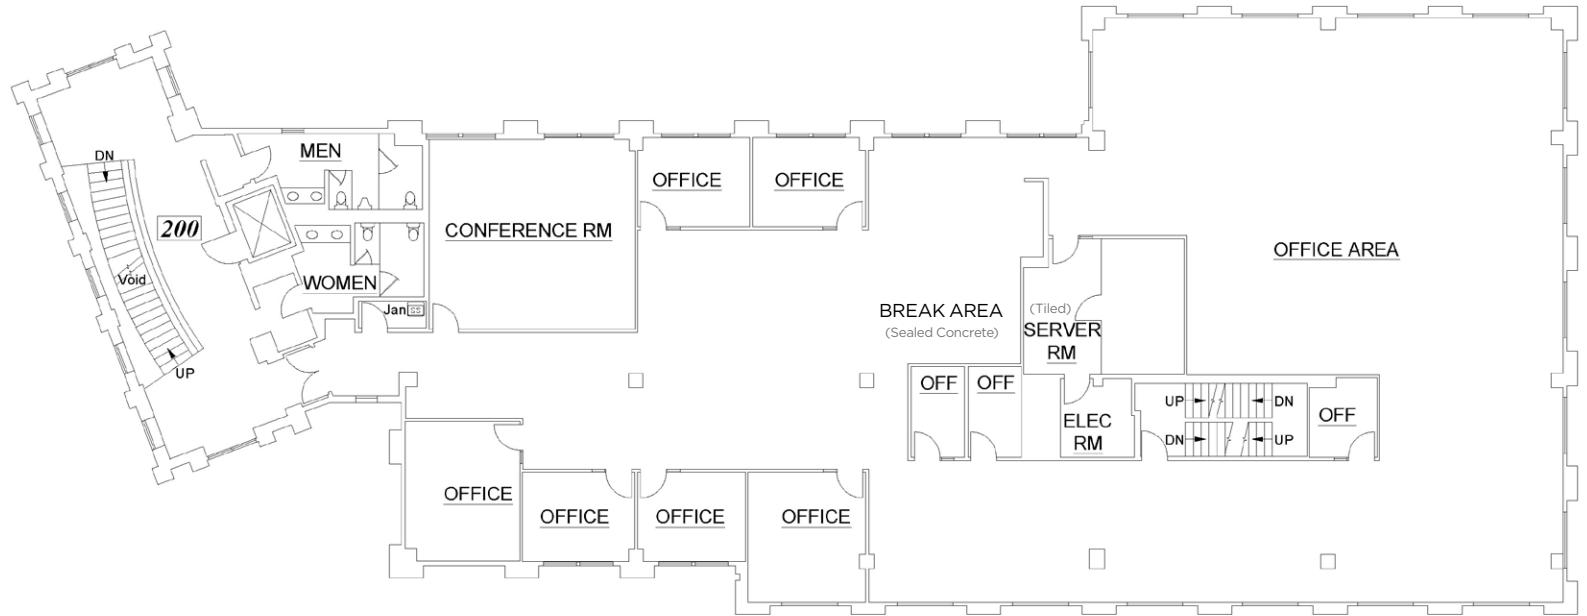 DN
MEN
OFFICE
OFFICE
200
CONFERENCE RM
OFFICE AREA
Void
WOMEN
Jan
BREAK AREA
(Sealed Concrete)
(Tiled)
SERVER
RM
UP
OFF
OFF
UP
DN
OFF
ELEC
RM
DN
UP
OFFICE
OFFICE
OFFICE
OFFICE